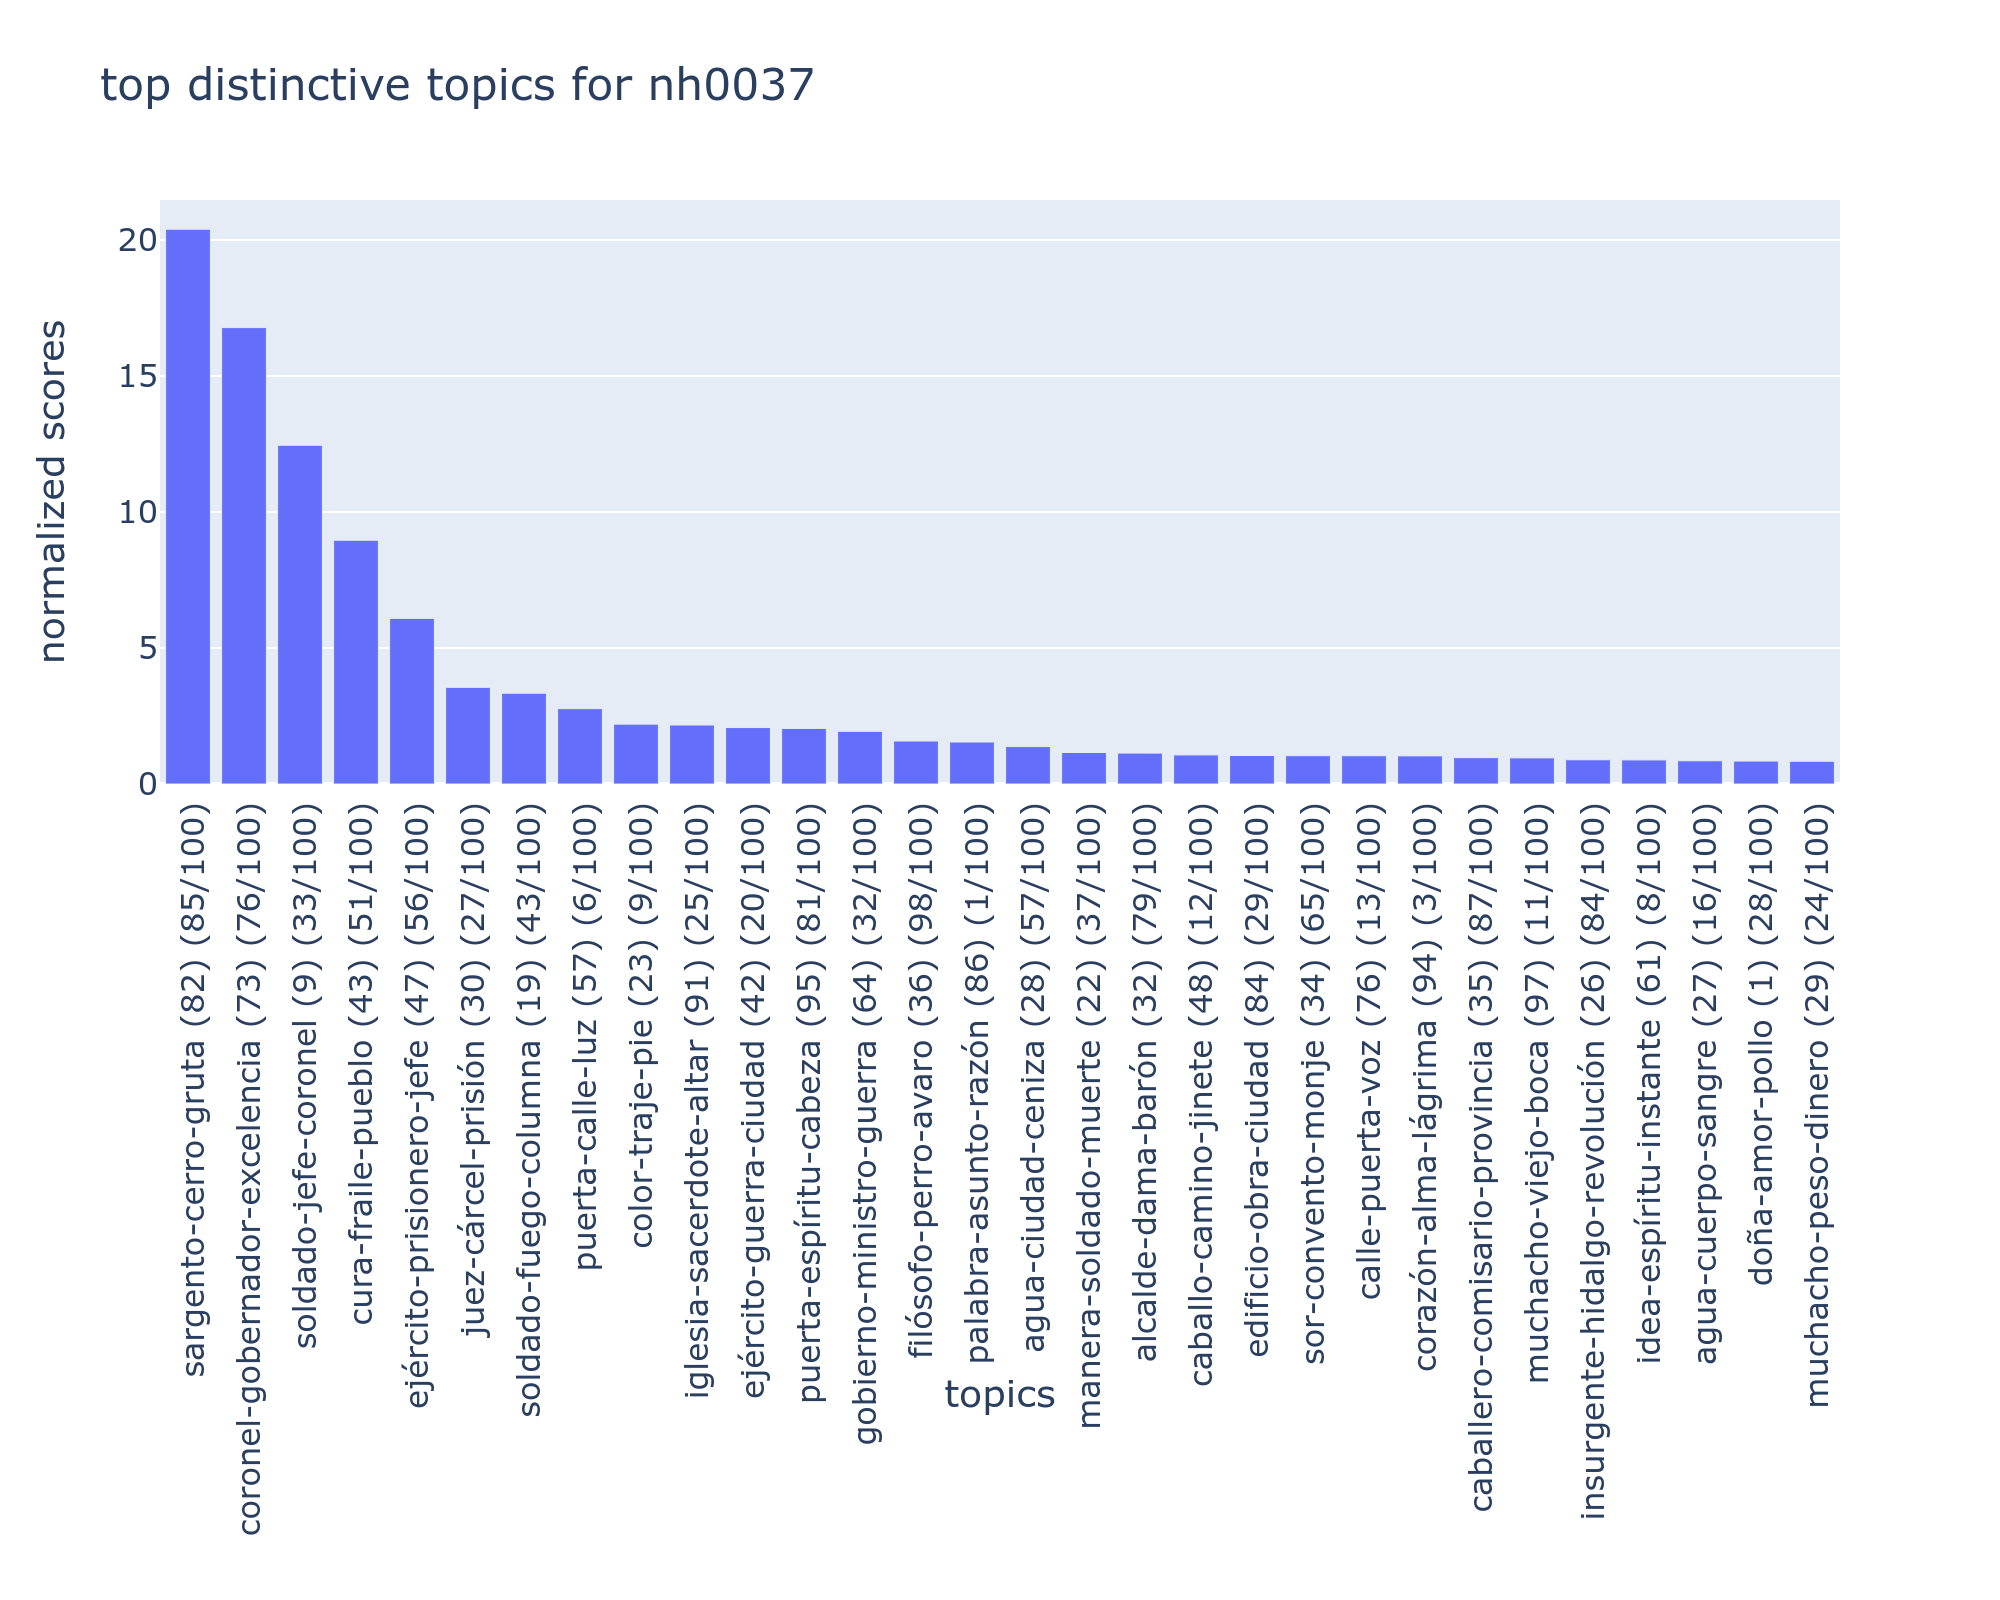 top distinctive topics for nh0037
normalized scores
20
15
10
5
0
sargento-cerro-gruta (82) (85/100)
coronel-gobernador-excelencia (73) (76/100)
soldado-jefe-coronel (9) (33/100)
cura-fraile-pueblo (43) (51/100)
ejército-prisionero-jefe (47) (56/100)
juez-cárcel-prisión (30) (27/100)
soldado-fuego-columna (19) (43/100)
puerta-calle-luz (57) (6/100)
color-traje-pie (23) (9/100)
iglesia-sacerdote-altar (91) (25/100)
ejército-guerra-ciudad (42) (20/100)
puerta-espíritu-cabeza (95) (81/100)
gobierno-ministro-guerra (64) (32/100)
filósofo-perro-avaro (36) (98/100)
palabra-asunto-razón (86) (1/100)
agua-ciudad-ceniza (28) (57/100)
manera-soldado-muerte (22) (37/100)
alcalde-dama-barón (32) (79/100)
caballo-camino-jinete (48) (12/100)
edificio-obra-ciudad (84) (29/100)
sor-convento-monje (34) (65/100)
calle-puerta-voz (76) (13/100)
corazón-alma-lágrima (94) (3/100)
caballero-comisario-provincia (35) (87/100)
muchacho-viejo-boca (97) (11/100)
insurgente-hidalgo-revolución (26) (84/100)
idea-espíritu-instante (61) (8/100)
agua-cuerpo-sangre (27) (16/100)
doña-amor-pollo (1) (28/100)
muchacho-peso-dinero (29) (24/100)
topics